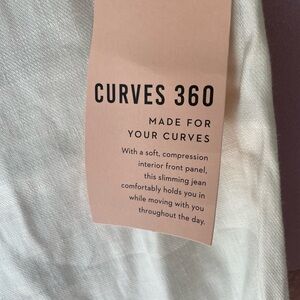 CURVES 360
MADE FOR
YOUR CURVES
With a soft, compression
interior front panel,
this slimming jean
comfortably holds you in
while moving with you
throughout the day.